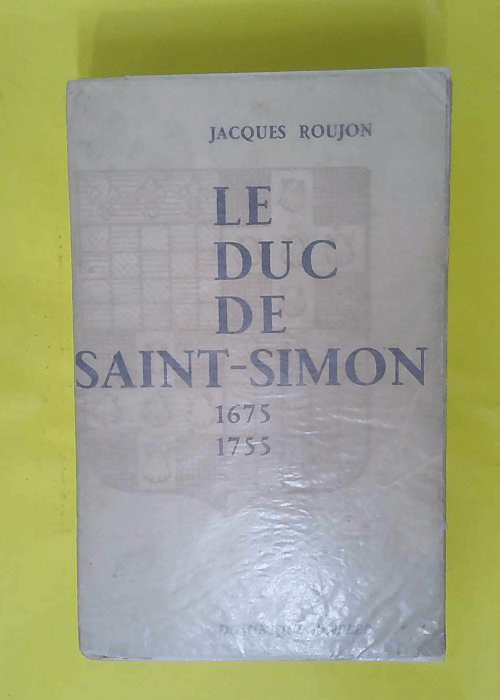 JACQUES ROUJON
LE
DUC
DE
SAINT-SIMON
1675
1755